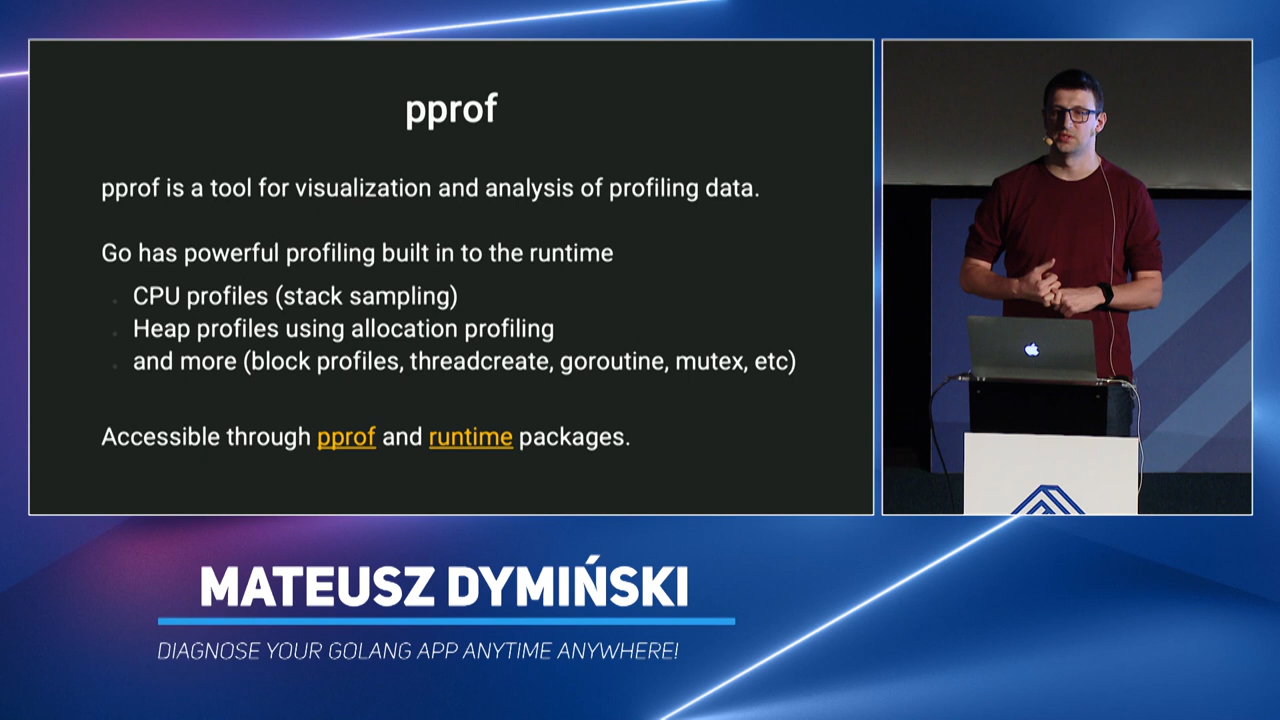 pprof
pprof is a tool for visualization and analysis of profiling data.
Go has powerful profiling built in to the runtime
CPU profiles (stack sampling)
Heap profiles using allocation profiling
and more (block profiles, threadcreate, goroutine, mutex, etc)
Accessible through pprof and runtime packages.
MATEUSZ DYMIŃSKI
DIAGNOSE YOUR GOLANG APP ANYTIME ANYWHERE!